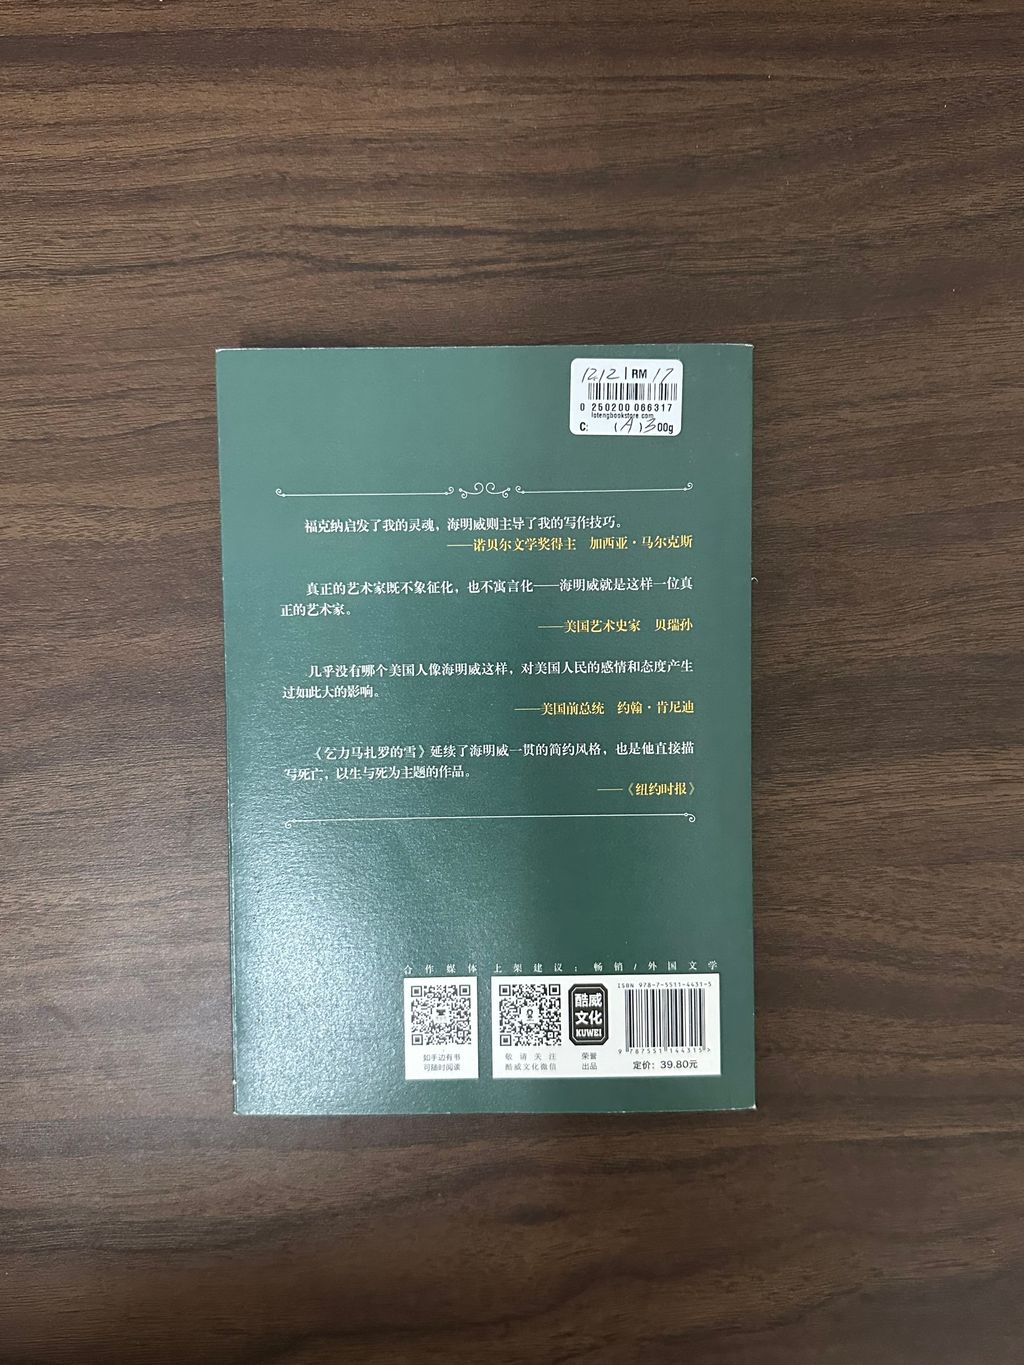 1212 | RM 17
0 250200 066317
lotengbookstore.com
C: (A) 300g
福克纳启发了我的灵魂，海明威则主导了我的写作技巧。
——诺贝尔文学奖得主 加西亚·马尔克斯
真正的艺术家既不象征化，也不寓言化——海明威就是这样一位真
正的艺术家。
——美国艺术史家 贝瑞孙
几乎没有哪个美国人像海明威这样，对美国人民的感情和态度产生
过如此大的影响。
——美国前总统 约翰·肯尼迪
《乞力马扎罗的雪》延续了海明威一贯的简约风格，也是他直接描
写死亡，以生与死为主题的作品。
——《纽约时报》
合作媒体 上架建议：畅销/外国文学
如手边有书
可随时阅读
敬请关注
酷威文化微信
酷威
文化
KUWEI
荣誉
出品
ISBN 978-7-5511-4431-5
9 787551 144315 >
定价：39.80元